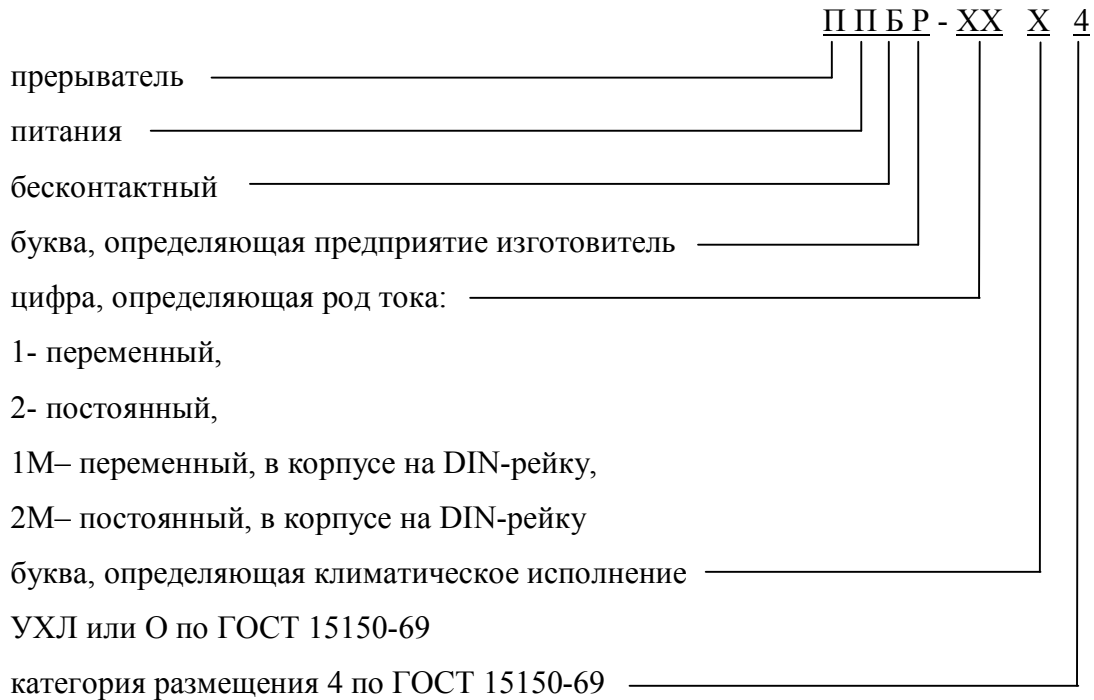 П П Б Р - ХХ Х 4
прерыватель
питания
бесконтактный
буква, определяющая предприятие изготовитель
цифра, определяющая род тока:
1- переменный,
2- постоянный,
1М– переменный, в корпусе на DIN-рейку,
2М– постоянный, в корпусе на DIN-рейку
буква, определяющая климатическое исполнение
УХЛ или О по ГОСТ 15150-69
категория размещения 4 по ГОСТ 15150-69